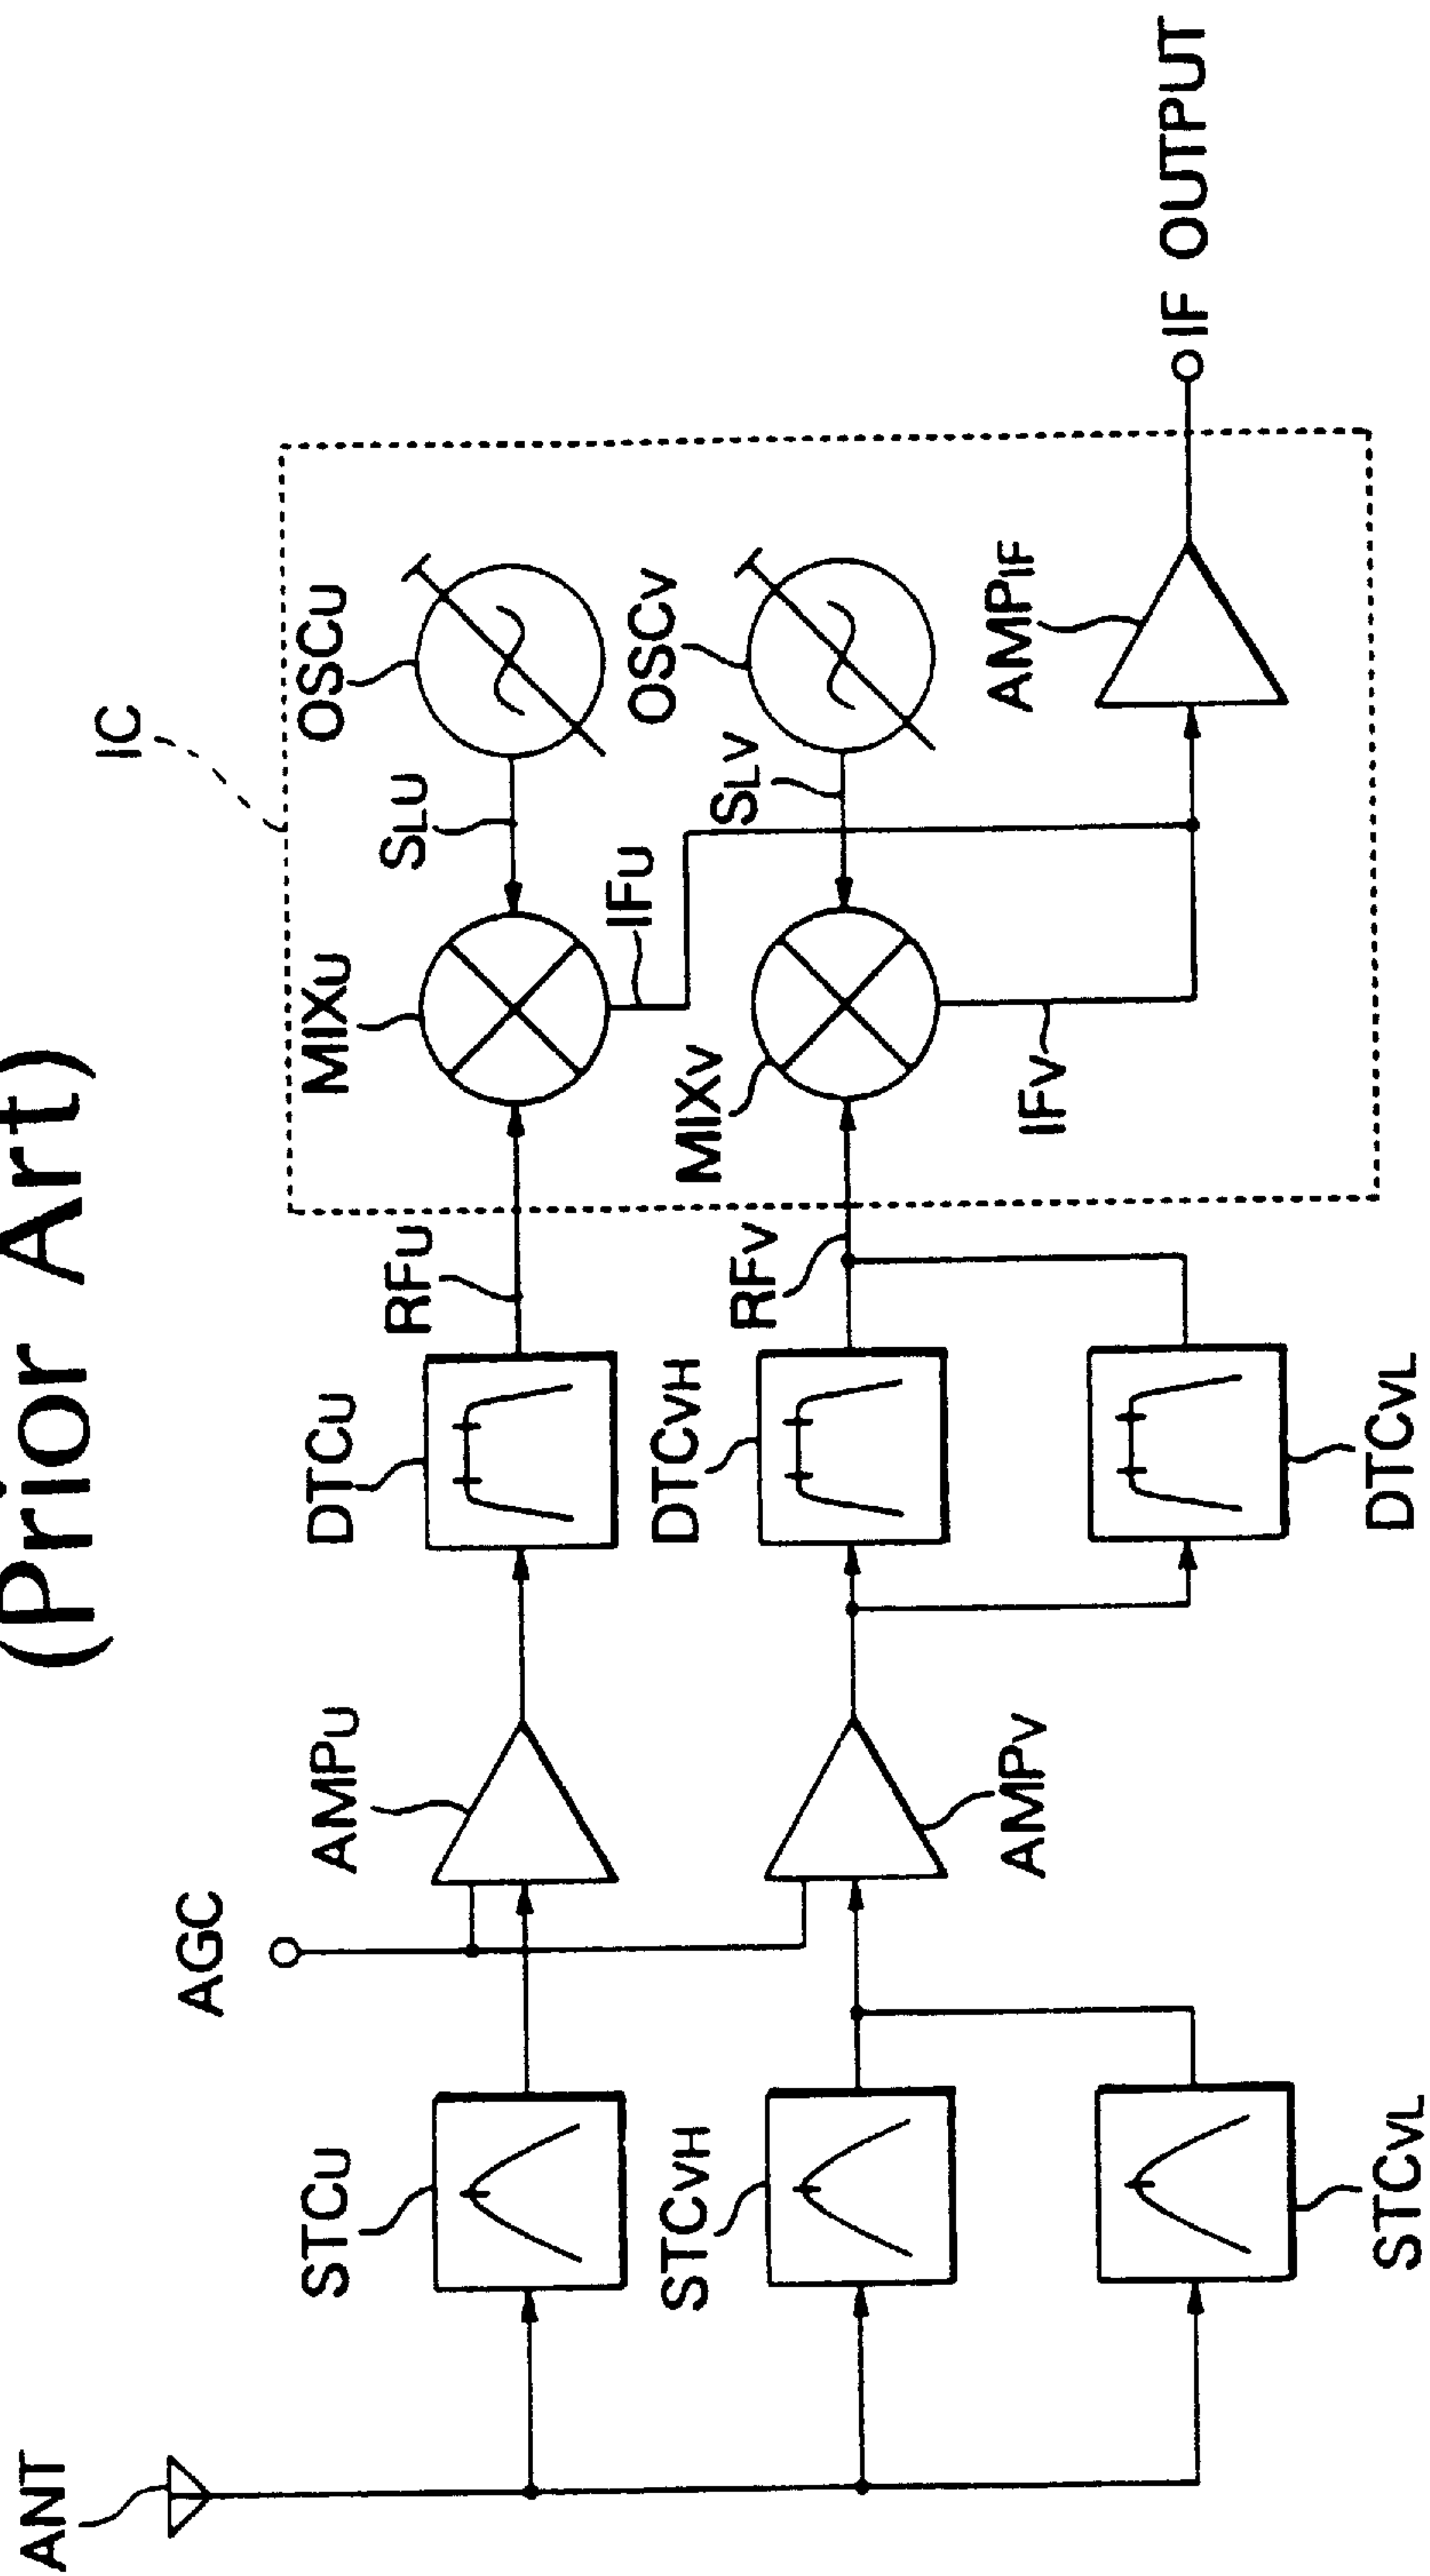 (Prior Art)
ANT
AGC
IC
STCU
AMPU
DTCU
RFU
MIXU
SLU
OSCU
IFU
STCVH
AMPV
DTCVH
RFV
MIXV
SLV
OSCV
IFV
STCVL
DTCVL
AMPIF
IF OUTPUT